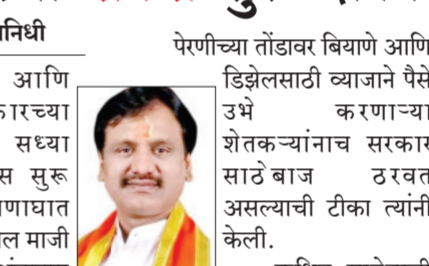 निधी
आणि
कारच्या
सध्या
स सुरू
णाघात
ल माजी
पेरणीच्या तोंडावर बियाणे आणि
डिझेलसाठी व्याजाने पैसे
उभे करणाऱ्या
शेतकऱ्यांनाच सरकार
साठेबाज ठरवत
असल्याची टीका त्यांनी
केली.